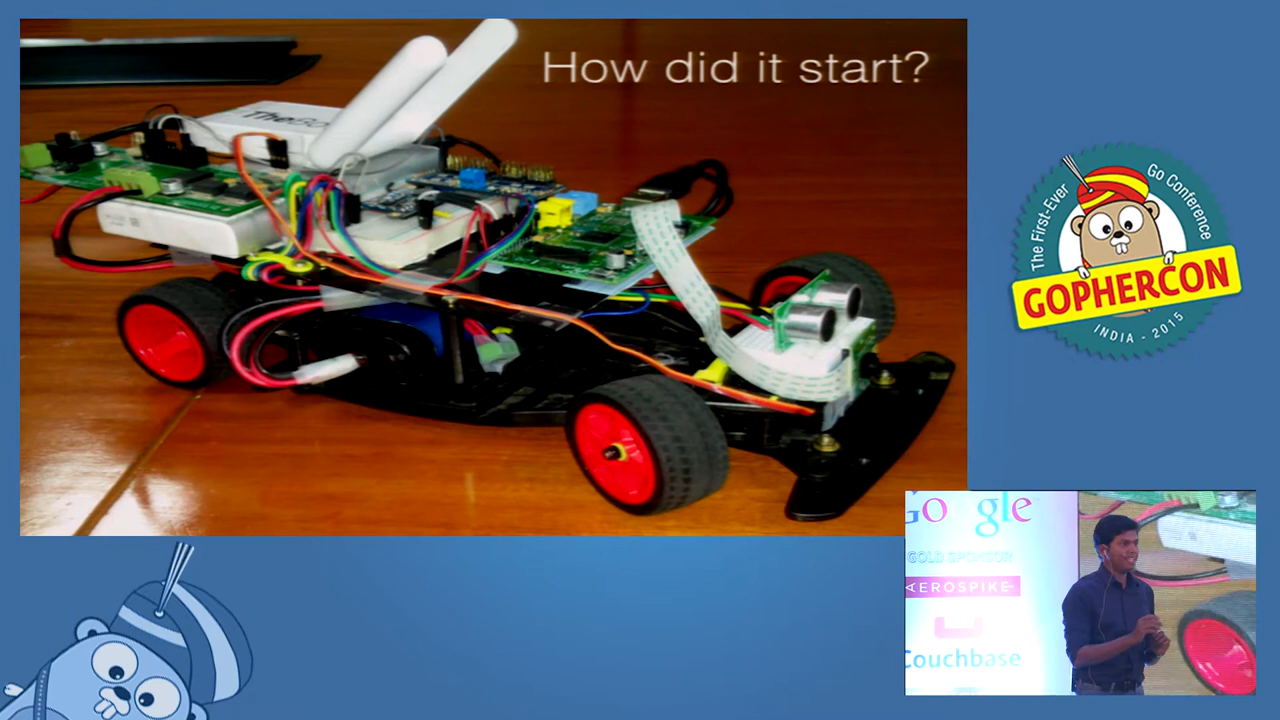 How did it start?
The First-Ever
Go Conference
GOPHERCON
INDIA - 2015
Google
GOLD SPONSOR
AEROSPIKE
Couchbase